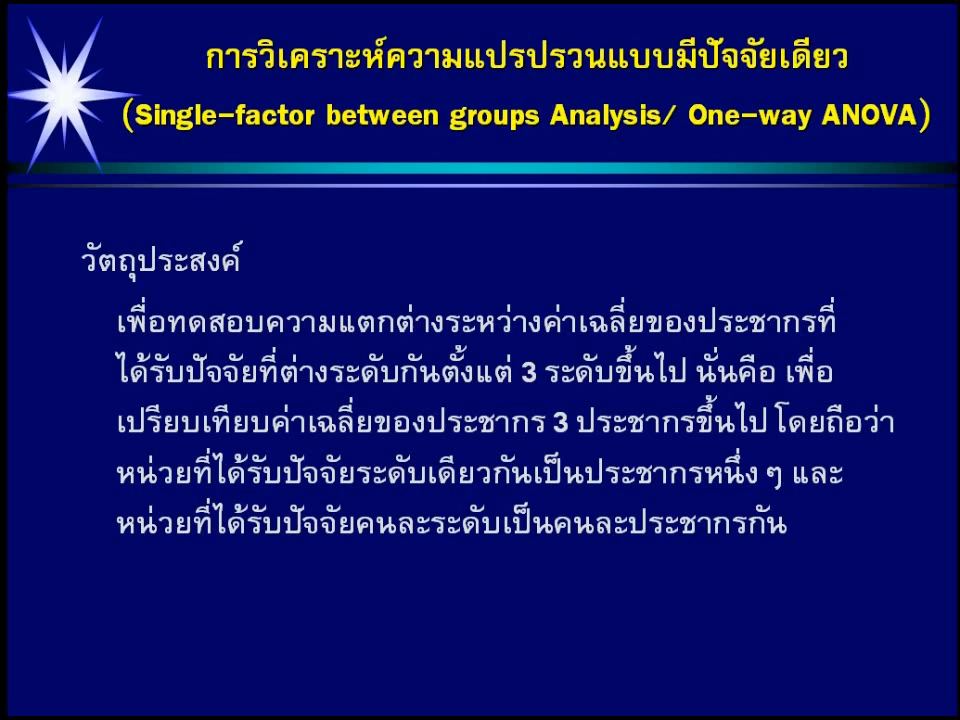 การวิเคราะห์ความแปรปรวนแบบมีปัจจัยเดียว
(Single-factor between groups Analysis/ One-way ANOVA)
วัตถุประสงค์
เพื่อทดสอบความแตกต่างระหว่างค่าเฉลี่ยของประชากรที่
ได้รับปัจจัยที่ต่างระดับกันตั้งแต่ 3 ระดับขึ้นไป นั่นคือ เพื่อ
เปรียบเทียบค่าเฉลี่ยของประชากร 3 ประชากรขึ้นไป โดยถือว่า
หน่วยที่ได้รับปัจจัยระดับเดียวกันเป็นประชากรหนึ่ง ๆ และ
หน่วยที่ได้รับปัจจัยคนละระดับเป็นคนละประชากรกัน